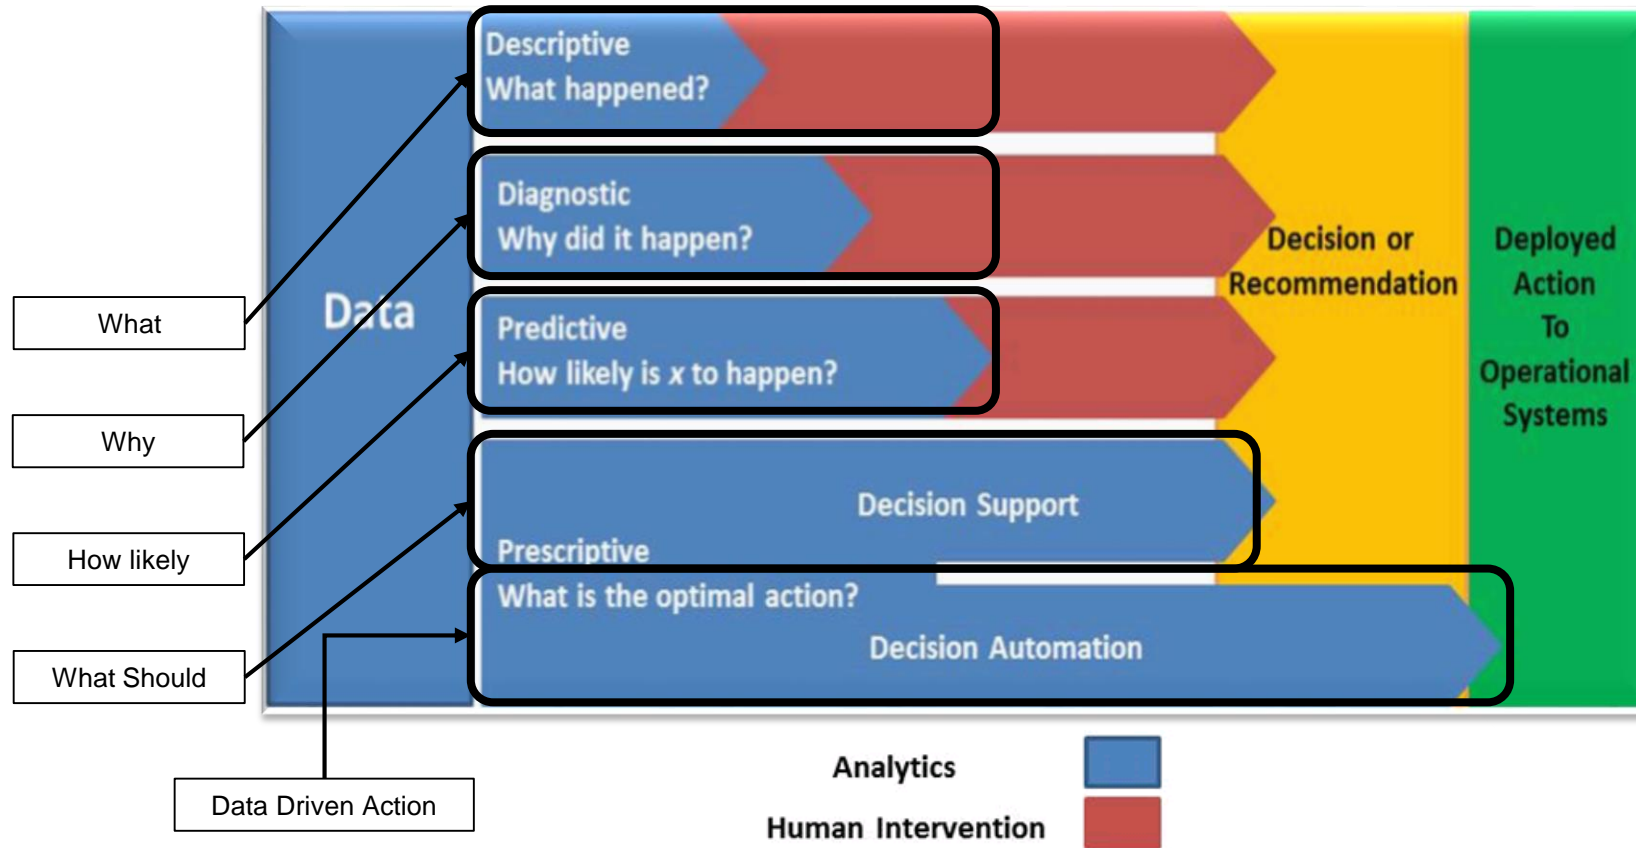 Descriptive
What happened?
Diagnostic
Why did it happen?
Predictive
How likely is x to happen?
Decision Support
Prescriptive
What is the optimal action?
Decision Automation
Data
Decision or
Recommendation
Deployed
Action
To
Operational
Systems
What
Why
How likely
What Should
Data Driven Action
Analytics
Human Intervention